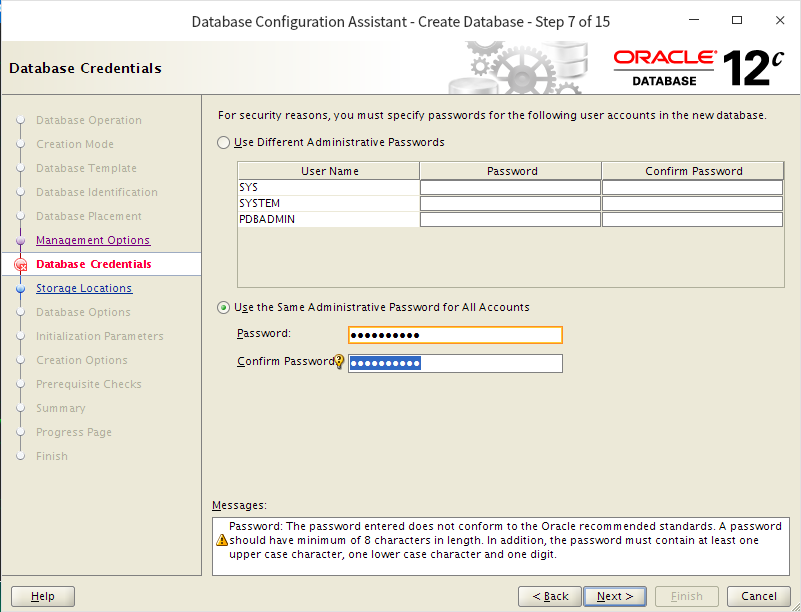 Database Configuration Assistant - Create Database - Step 7 of 15
Database Credentials
ORACLE®
DATABASE
12c
Database Operation
Creation Mode
Database Template
Database Identification
Database Placement
Management Options
Database Credentials
Storage Locations
Database Options
Initialization Parameters
Creation Options
Prerequisite Checks
Summary
Progress Page
Finish
For security reasons, you must specify passwords for the following user accounts in the new database.
Use Different Administrative Passwords
User Name Password Confirm Password
SYS
SYSTEM
PDBADMIN
Use the Same Administrative Password for All Accounts
Password: ●●●●●●●●●●
Confirm Password ●●●●●●●●●●
Messages:
Password: The password entered does not conform to the Oracle recommended standards. A password
should have minimum of 8 characters in length. In addition, the password must contain at least one
upper case character, one lower case character and one digit.
Help < Back Next > Finish Cancel